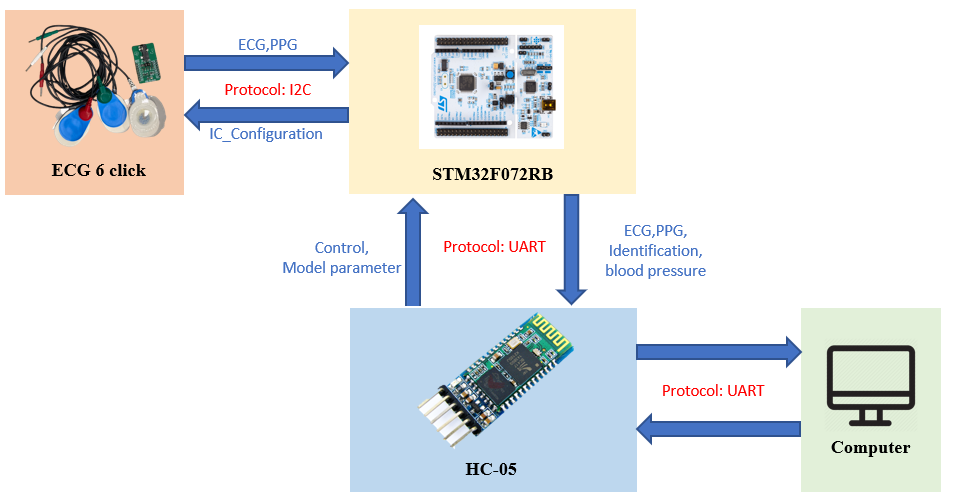 ECG,PPG
Protocol: I2C
IC_Configuration
ECG 6 click
STM32F072RB
Control,
Model parameter
Protocol: UART
ECG,PPG,
Identification,
blood pressure
Protocol: UART
HC-05
Computer